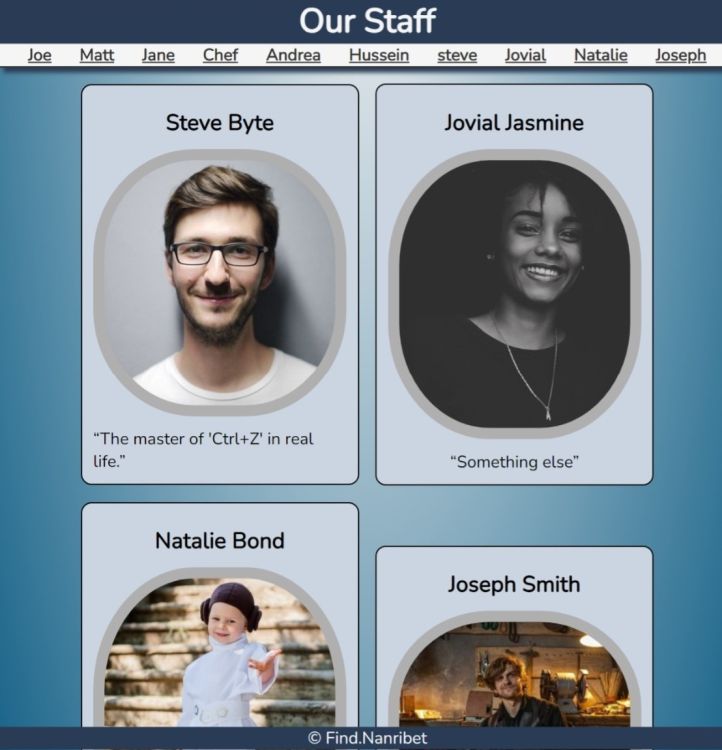 Our Staff
Joe Matt Jane Chef Andrea Hussein steve Jovial Natalie Joseph
Steve Byte
Jovial Jasmine
“The master of 'Ctrl+Z' in real
life.”
“Something else”
Natalie Bond
Joseph Smith
© Find.Nanribet